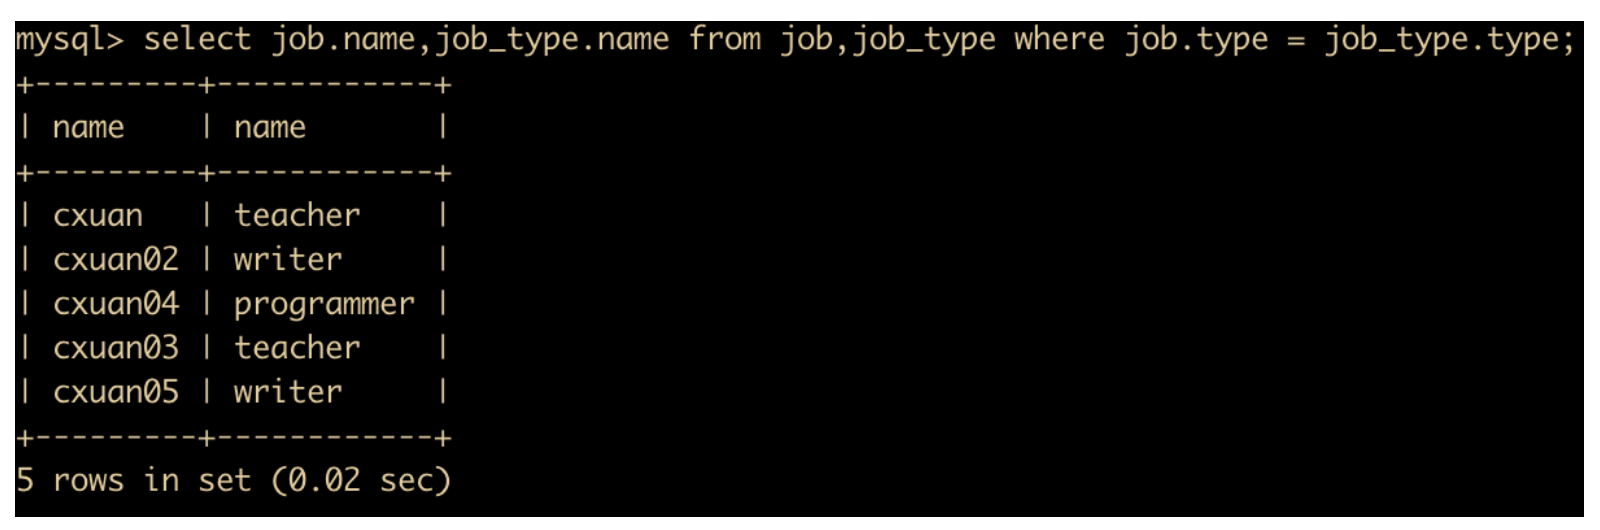 mysql> select job.name,job_type.name from job,job_type where job.type = job_type.type;
+---------+------------+
| name    | name       |
+---------+------------+
| cxuan   | teacher    |
| cxuan02 | writer     |
| cxuan04 | programmer |
| cxuan03 | teacher    |
| cxuan05 | writer     |
+---------+------------+
5 rows in set (0.02 sec)